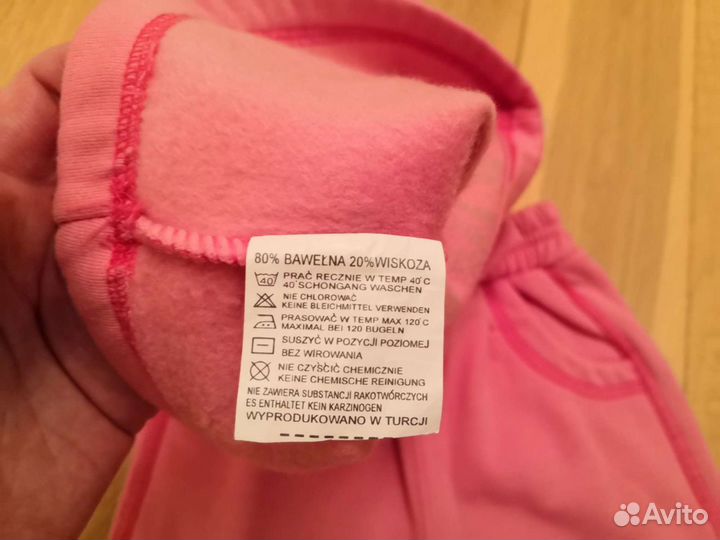 80% BAWEŁNA 20%WISKOZA
40 PRAĆ RECZNIE W TEMP 40°C
40°SCHONGANG WASCHEN
NIE CHLOROWAĆ
KEINE BLEICHMITTEL VERWENDEN
PRASOWAĆ W TEMP MAX 120°C
MAXIMAL BEI 120 BUGELN
SUSZYĆ W POZYCJI POZIOMEJ
BEZ WIROWANIA
NIE CZYŚCIĆ CHEMICZNIE
KEINE CHEMISCHE REINIGUNG
NIE ZAWIERA SUBSTANCJI RAKOTWÓRCZYCH
ES ENTHALTET KEIN KARZINOGEN
WYPRODUKOWANO W TURCJI
Avito